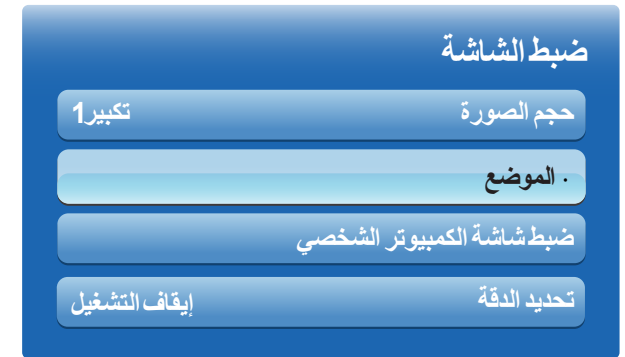 ضبط الشاشة
حجم الصورة تكبير1
· الموضع
ضبط شاشة الكمبيوتر الشخصي
تحديد الدقة إيقاف التشغيل